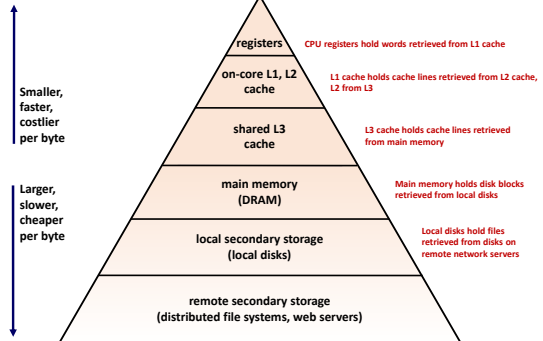 registers
CPU registers hold words retrieved from L1 cache
on-core L1, L2
cache
L1 cache holds cache lines retrieved from L2 cache,
L2 from L3
Smaller,
faster,
costlier
per byte
shared L3
cache
L3 cache holds cache lines retrieved
from main memory
Larger,
slower,
cheaper
per byte
main memory
(DRAM)
Main memory holds disk blocks
retrieved from local disks
local secondary storage
(local disks)
Local disks hold files
retrieved from disks on
remote network servers
remote secondary storage
(distributed file systems, web servers)